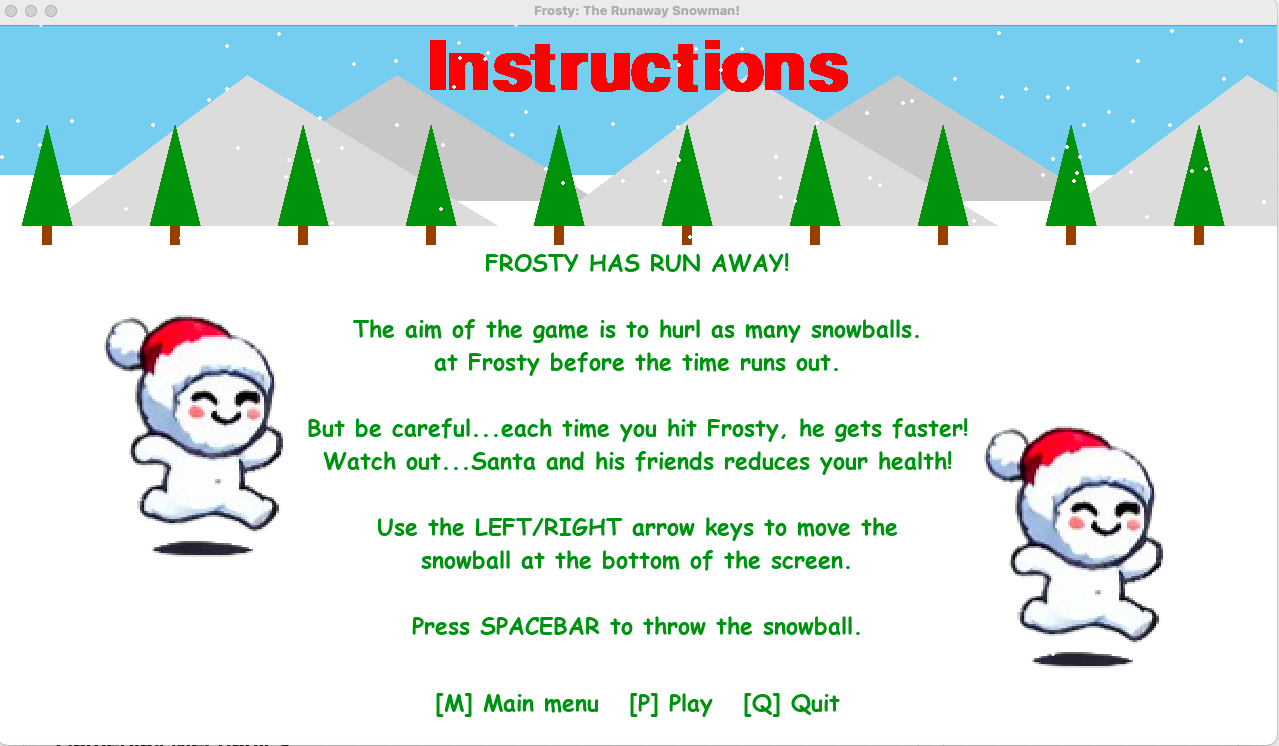 Frosty: The Runaway Snowman!
Instructions
FROSTY HAS RUN AWAY!
The aim of the game is to hurl as many snowballs.
at Frosty before the time runs out.
But be careful...each time you hit Frosty, he gets faster!
Watch out...Santa and his friends reduces your health!
Use the LEFT/RIGHT arrow keys to move the
snowball at the bottom of the screen.
Press SPACEBAR to throw the snowball.
[M] Main menu [P] Play [Q] Quit